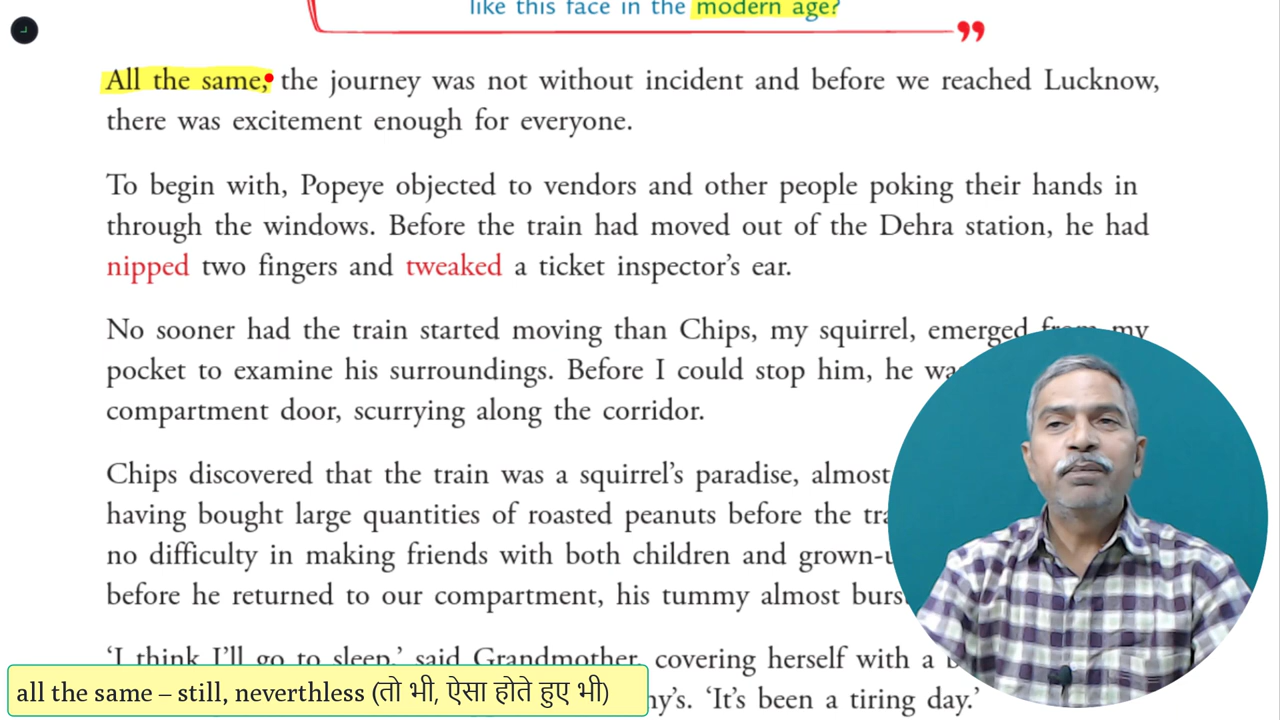 like this face in the modern age?
”
All the same, the journey was not without incident and before we reached Lucknow,
there was excitement enough for everyone.
To begin with, Popeye objected to vendors and other people poking their hands in
through the windows. Before the train had moved out of the Dehra station, he had
nipped two fingers and tweaked a ticket inspector’s ear.
No sooner had the train started moving than Chips, my squirrel, emerged from my
pocket to examine his surroundings. Before I could stop him, he
compartment door, scurrying along the corridor.
Chips discovered that the train was a squirrel’s paradise, almost
having bought large quantities of roasted peanuts before the
no difficulty in making friends with both children and
before he returned to our compartment, his tummy almost
‘I think I’ll go to sleep,’ said Grandmother, covering herself with a
‘It’s been a tiring day.’
all the same – still, neverthless (तो भी, ऐसा होते हुए भी)